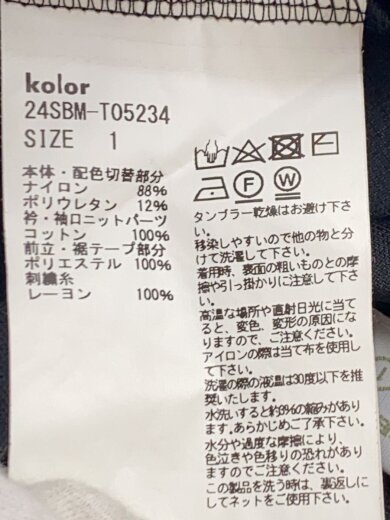 kolor
24SBM-T05234
SIZE 1
本体・配色切替部分
ナイロン 88%
ポリウレタン 12%
衿・袖口ニットパーツ
コットン 100%
前立・裾テープ部分
ポリエステル 100%
刺繍糸
レーヨン 100%
F W
タンブラー乾燥はお避け下さ
い。
移染しやすいので他の物と分
けて洗濯して下さい。
着用時、表面の粗いものとの摩
擦や引っ掛かりに注意して下さ
い。
高温な場所や直射日光に当て
ると、変色、変形の原因にな
りますので、ご注意ください。
アイロンの際は当て布を使用し
て下さい。
洗濯の際の液温は30度以下を推
奨いたします。
水洗いすると約3%の縮みがあり
ます。あらかじめご了承下さい。
水分や過度な摩擦により、
色泣きや色移りの恐れがあり
ますのでご注意ください。
この製品を洗う時は、裏返しに
してネットをご使用下さい。